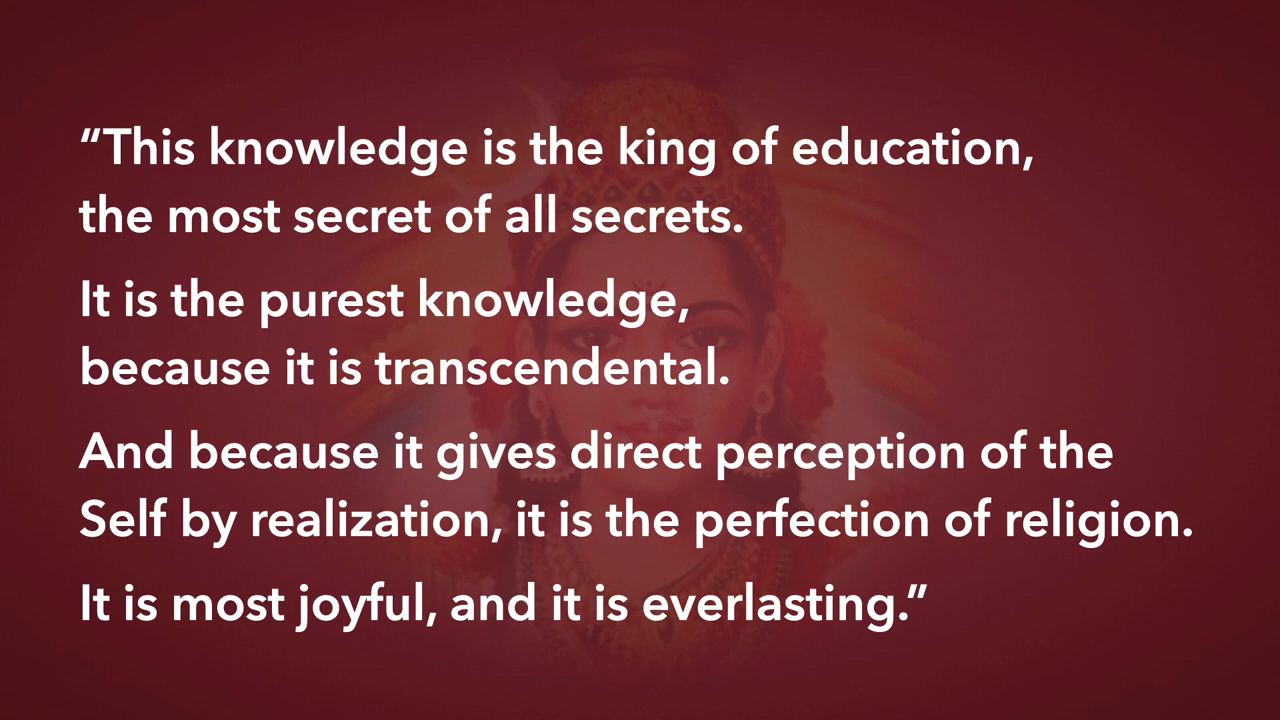 “This knowledge is the king of education,
the most secret of all secrets.
It is the purest knowledge,
because it is transcendental.
And because it gives direct perception of the
Self by realization, it is the perfection of religion.
It is most joyful, and it is everlasting.”